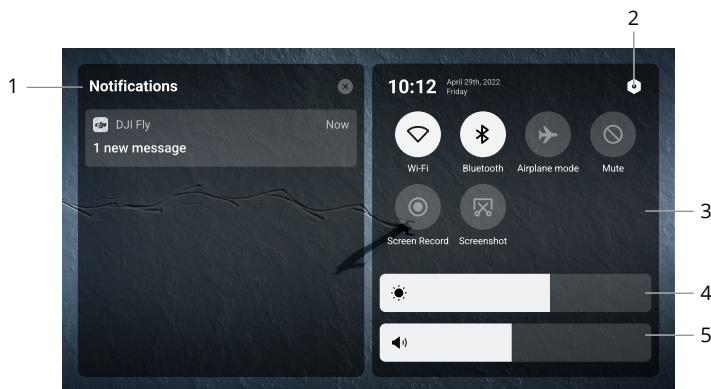 2
1
Notifications
DJI Fly
Now
1 new message
10:12
April 29th, 2022
Friday
Wi-Fi
Bluetooth
Airplane mode
Mute
Screen Record
Screenshot
3
4
5